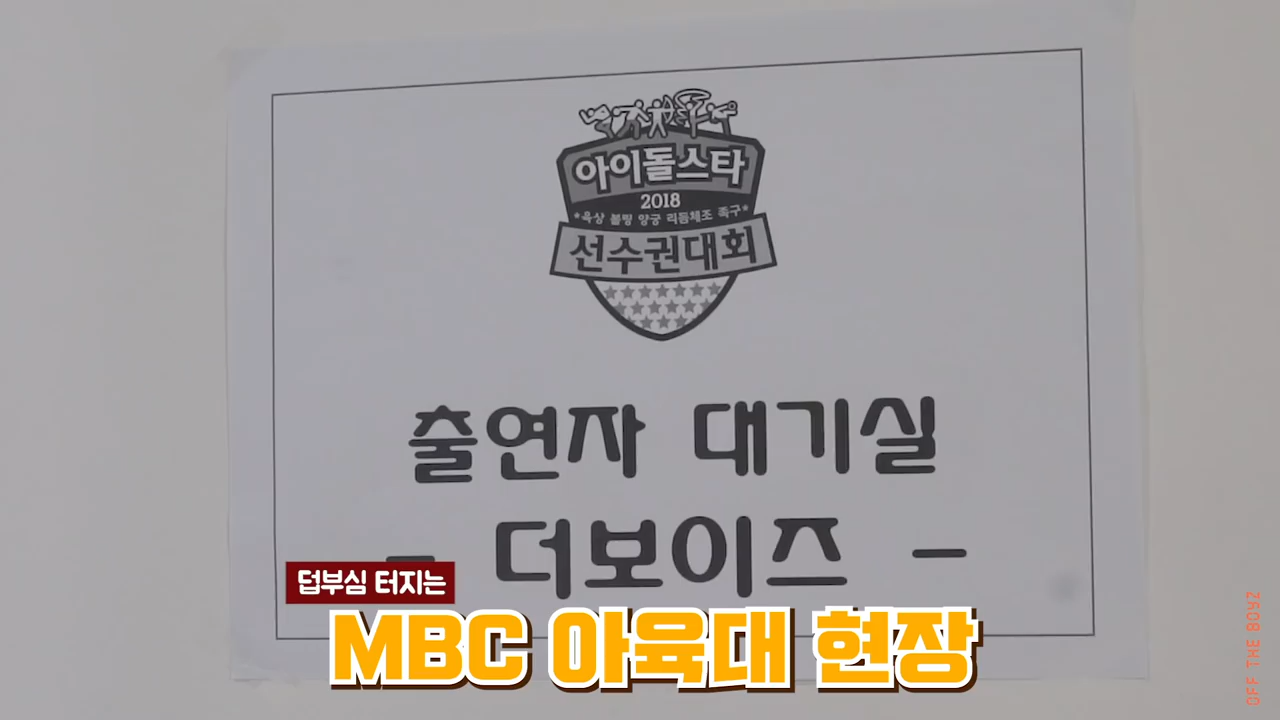 아이돌스타
2018
*육상 볼링 양궁 리듬체조 족구*
선수권대회
출연자 대기실
- 더보이즈 -
덥부심 터지는
MBC 아육대 현장
OFF THE BOYZ